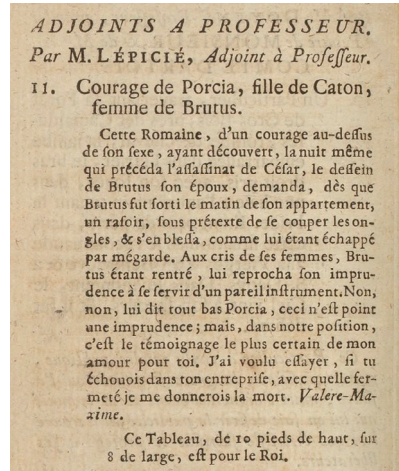 ADJOINTS A PROFESSEUR.
Par M. LÉPICIÉ, Adjoint à Profeſſeur.
11. Courage de Porcia, fille de Caton,
femme de Brutus.
Cette Romaine, d'un courage au-deſſus
de ſon ſexe, ayant découvert, la nuit même
qui précéda l'aſſaſſinat de Céſar, le deſſein
de Brutus ſon époux, demanda, dès que
Brutus fut ſorti le matin de ſon appartement,
un raſoir, ſous prétexte de ſe couper les on-
gles, & s'en bleſſa, comme lui étant échappé
par mégarde. Aux cris de ſes femmes, Bru-
tus étant rentré, lui reprocha ſon impru-
dence à ſe ſervir d'un pareil inſtrument. Non,
non, lui dit tout bas Porcia, ceci n'eſt point
une imprudence; mais, dans notre poſition,
c'eſt le témoignage le plus certain de mon
amour pour toi. J'ai voulu eſſayer, ſi tu
échouois dans ton entrepriſe, avec quelle fer-
meté je me donnerois la mort. Valere-Ma-
xime.
Ce Tableau, de 10 pieds de haut, ſur
8 de large, eſt pour le Roi.